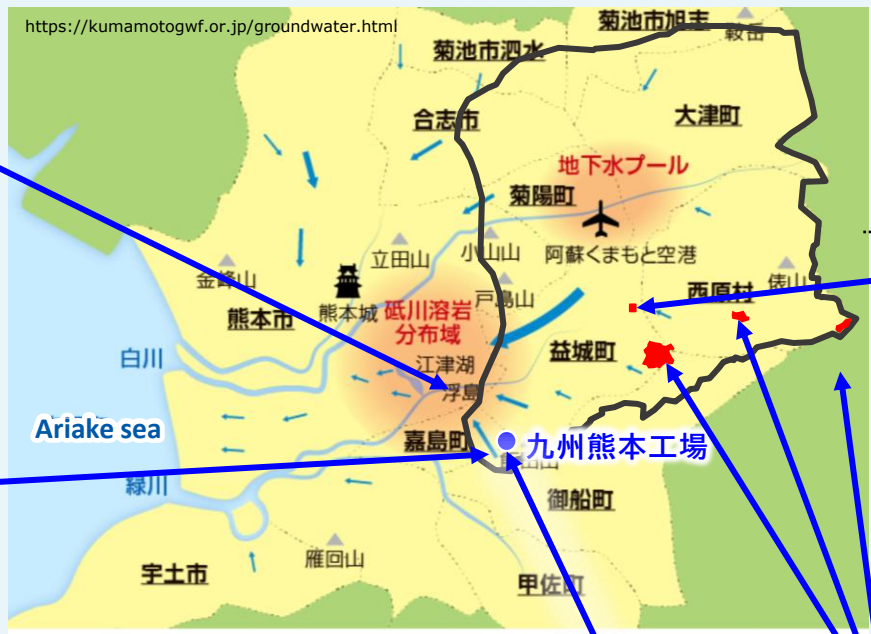 https://kumamotogwf.or.jp/groundwater.html
菊池市旭志
鞍岳
菊池市泗水
大津町
合志市
地下水プール
菊陽町
阿蘇くまもと空港
立田山
小山山
金峰山
熊本城
戸島山
西原村
俵山
熊本市
砥川溶岩
分布域
益城町
白川
江津湖
浮島
Ariake sea
嘉島町
九州熊本工場
緑川
御船町
雁回山
宇土市
甲佐町